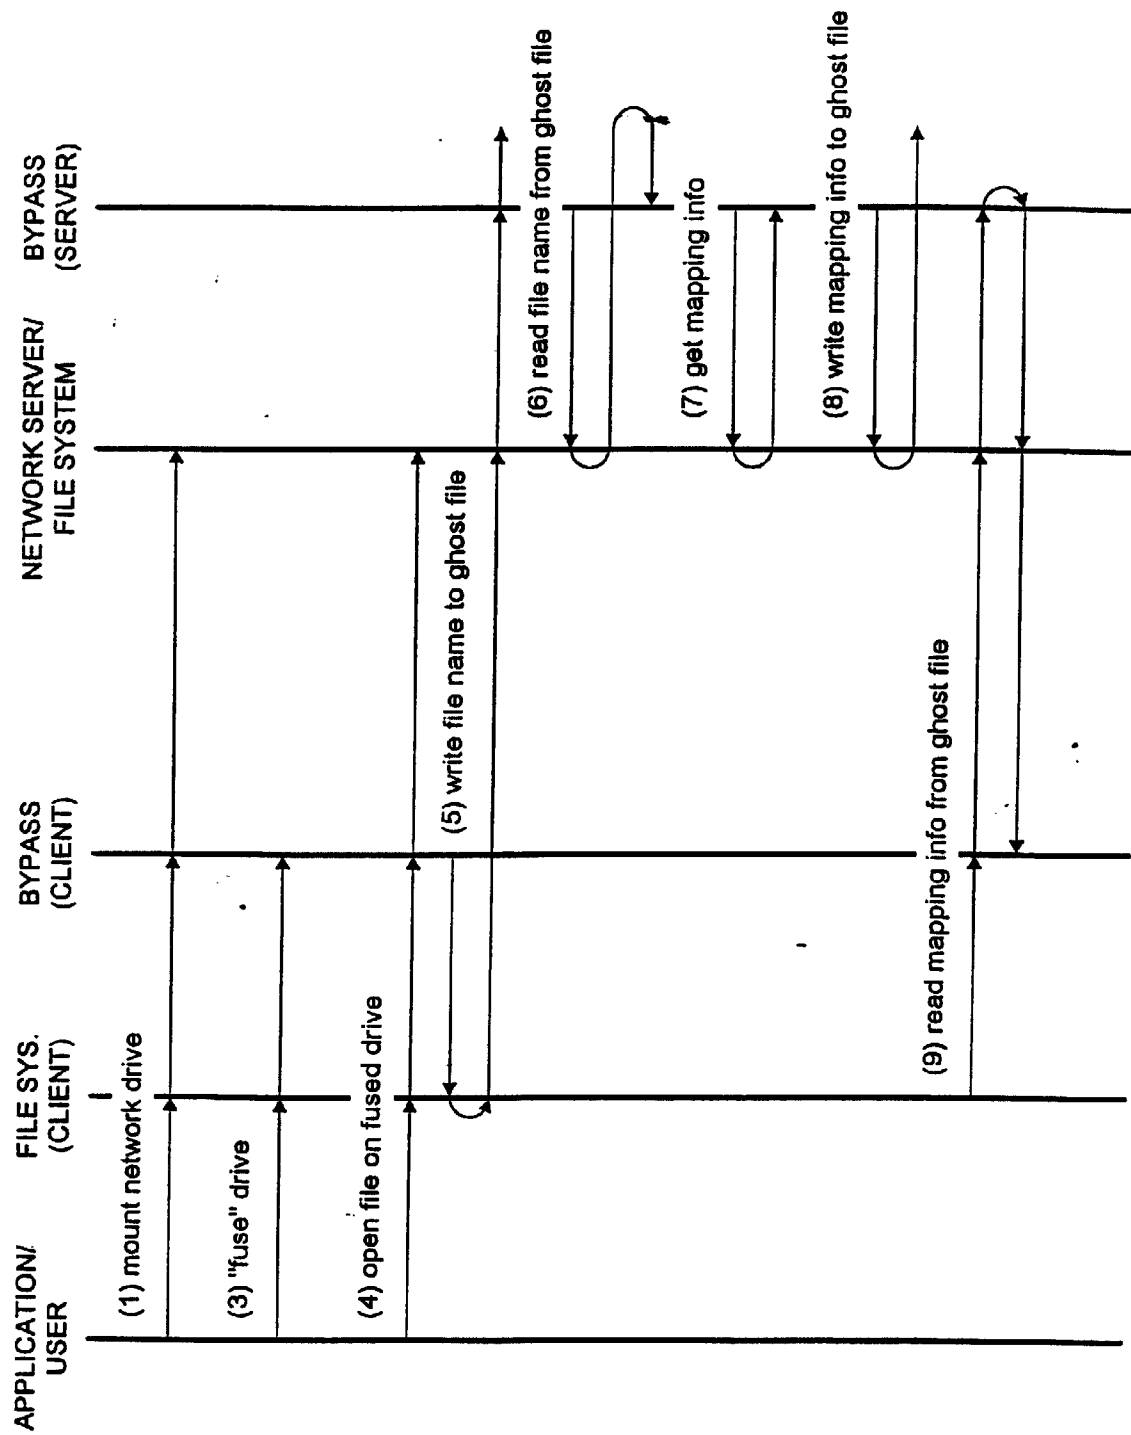 APPLICATION/
USER
FILE SYS.
(CLIENT)
BYPASS
(CLIENT)
NETWORK SERVER/
FILE SYSTEM
BYPASS
(SERVER)
(1) mount network drive
(3) "fuse" drive
(4) open file on fused drive
(5) write file name to ghost file
(6) read file name from ghost file
(7) get mapping info
(8) write mapping info to ghost file
(9) read mapping info from ghost file